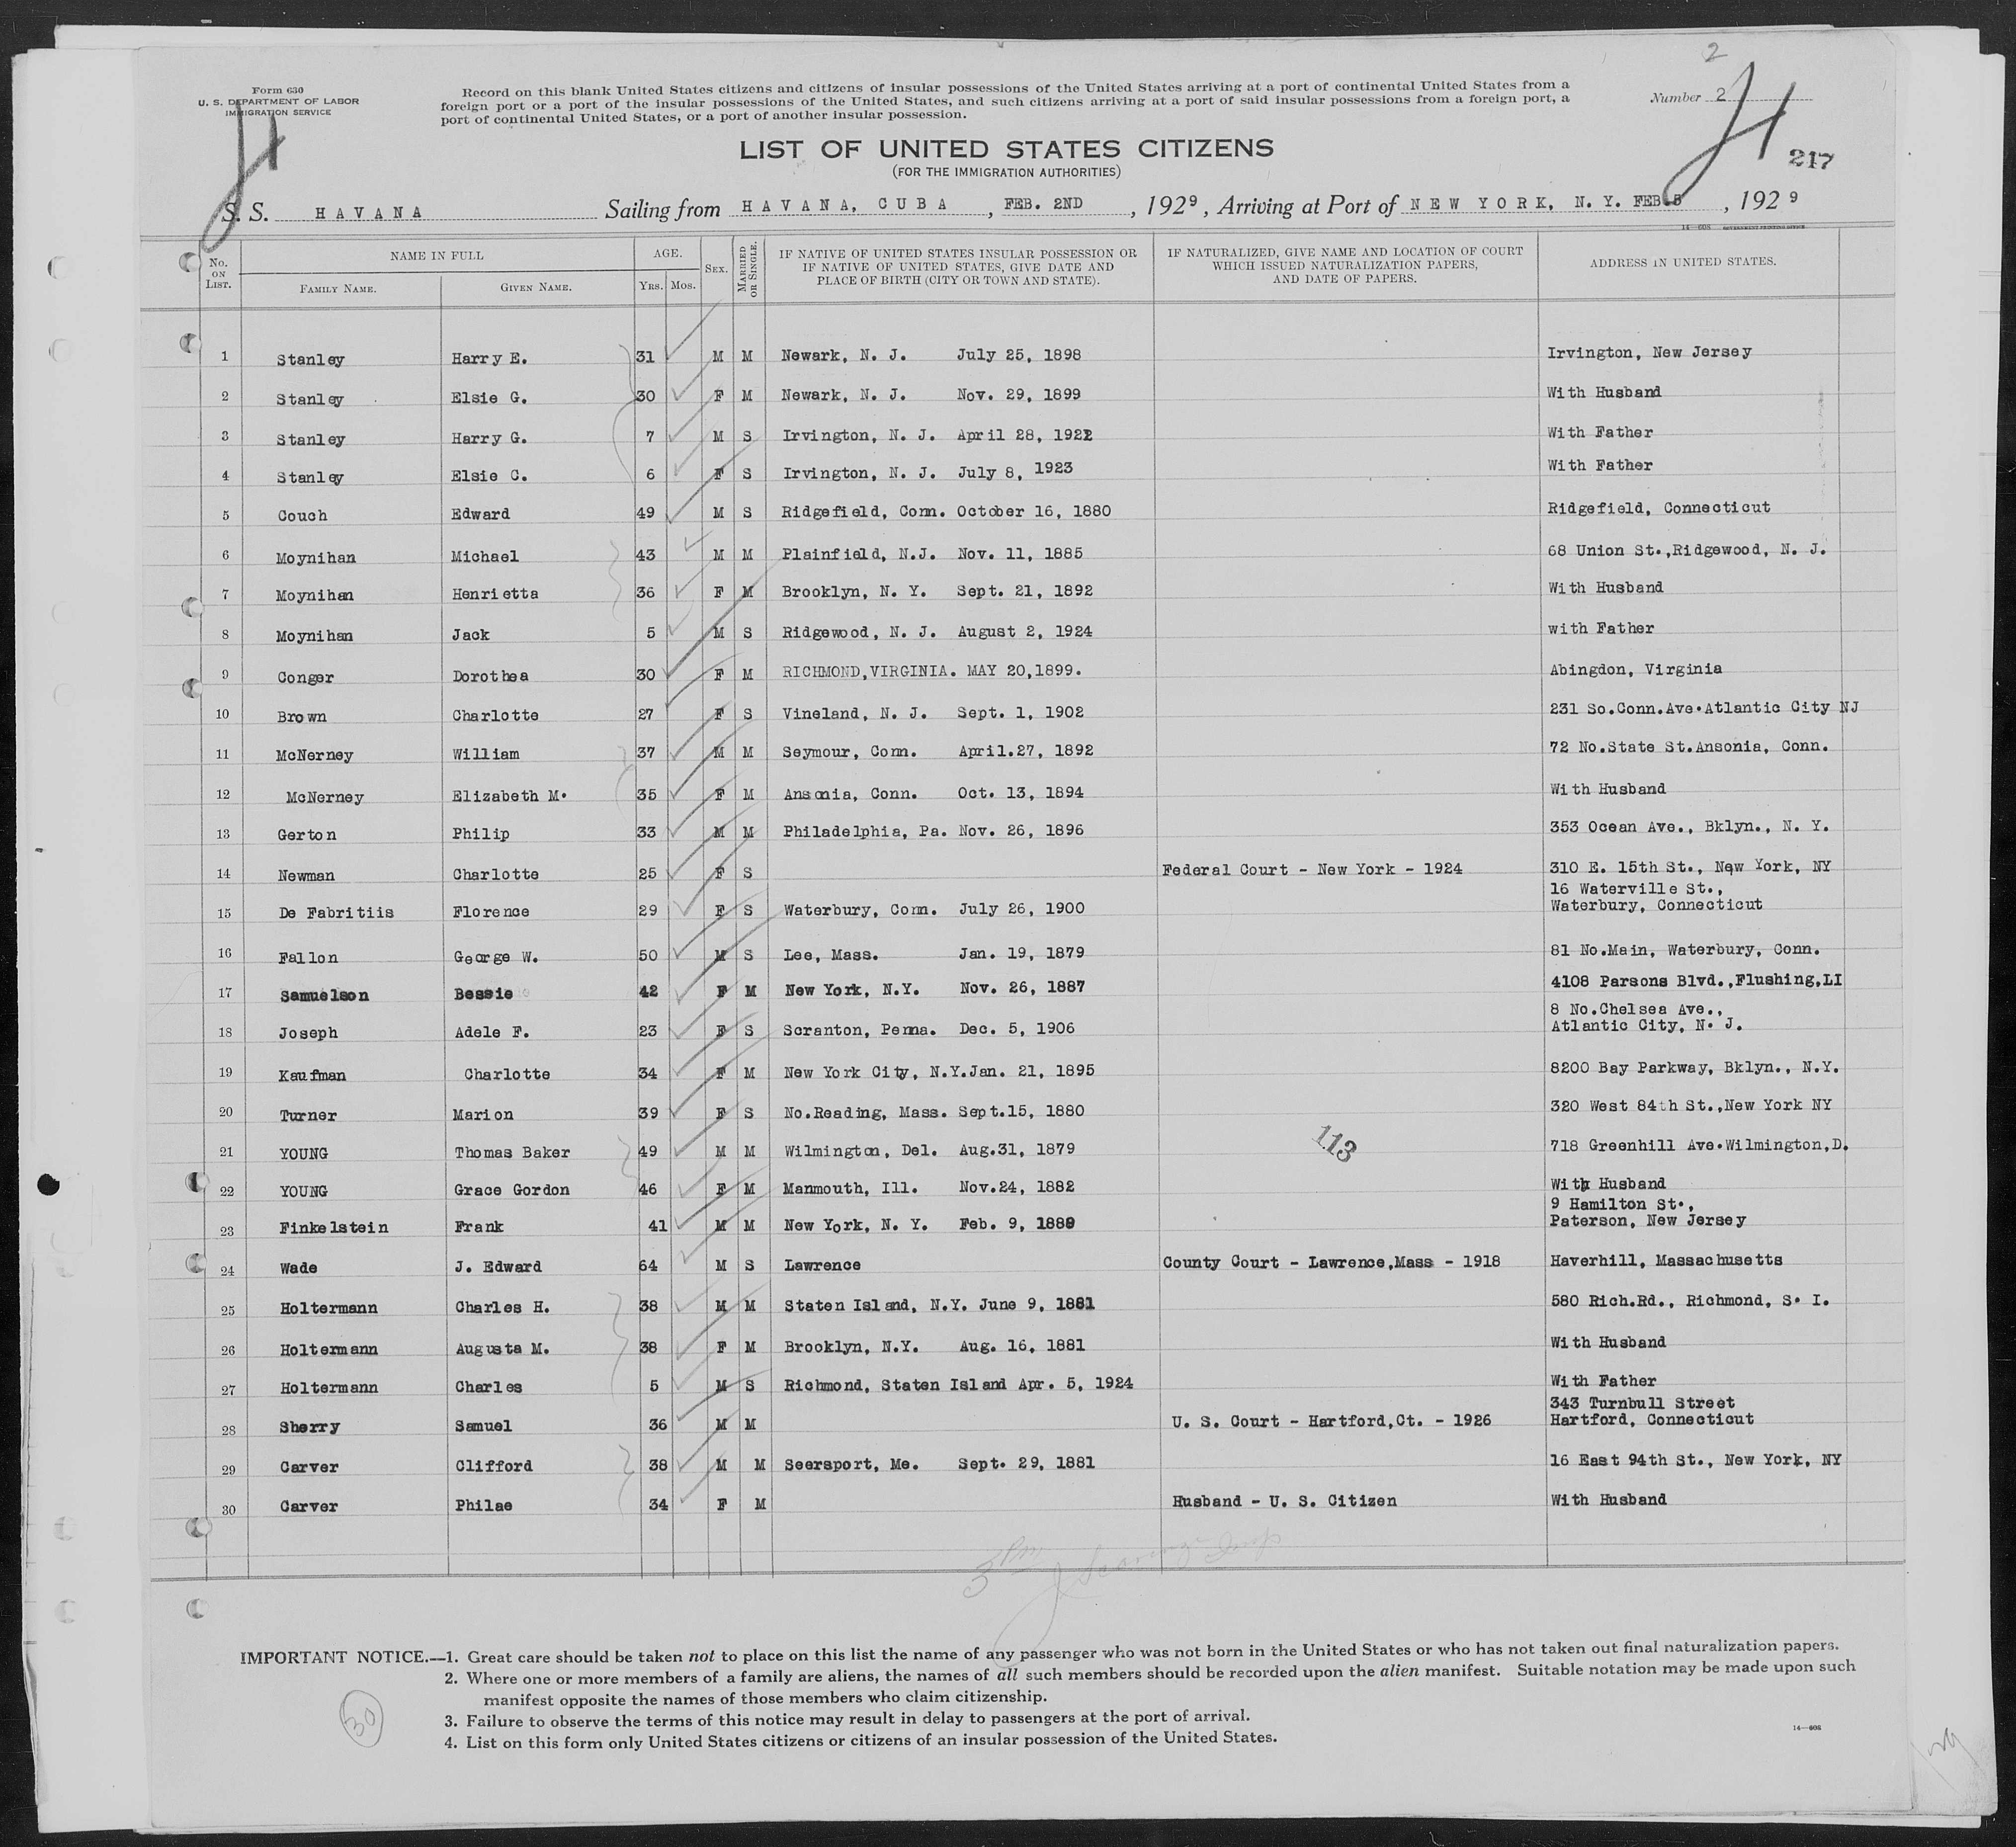 2
Form 630
U. S. DEPARTMENT OF LABOR
IMMIGRATION SERVICE
Record on this blank United States citizens and citizens of insular possessions of the United States arriving at a port of continental United States from a
foreign port or a port of the insular possessions of the United States, and such citizens arriving at a port of said insular possessions from a foreign port, a
port of continental United States, or a port of another insular possession.
Number 2
LIST OF UNITED STATES CITIZENS
(FOR THE IMMIGRATION AUTHORITIES)
217
S. S. HAVANA Sailing from HAVANA, CUBA, FEB. 2ND, 1929, Arriving at Port of NEW YORK, N. Y. FEB 5, 1929
14—608 GOVERNMENT PRINTING OFFICE
No. ON LIST. NAME IN FULL FAMILY NAME. GIVEN NAME. AGE. YRS. MOS. SEX. MARRIED OR SINGLE. IF NATIVE OF UNITED STATES INSULAR POSSESSION OR IF NATIVE OF UNITED STATES, GIVE DATE AND PLACE OF BIRTH (CITY OR TOWN AND STATE). IF NATURALIZED, GIVE NAME AND LOCATION OF COURT WHICH ISSUED NATURALIZATION PAPERS, AND DATE OF PAPERS. ADDRESS IN UNITED STATES.
1 Stanley Harry E. 31 M M Newark, N. J. July 25, 1898 Irvington, New Jersey
2 Stanley Elsie G. 30 F M Newark, N. J. Nov. 29, 1899 With Husband
3 Stanley Harry G. 7 M S Irvington, N. J. April 28, 1922 With Father
4 Stanley Elsie C. 6 F S Irvington, N. J. July 8, 1923 With Father
5 Couch Edward 49 M S Ridgefield, Conn. October 16, 1880 Ridgefield, Connecticut
6 Moynihan Michael 43 M M Plainfield, N.J. Nov. 11, 1885 68 Union St.,Ridgewood, N. J.
7 Moynihan Henrietta 36 F M Brooklyn, N. Y. Sept. 21, 1892 With Husband
8 Moynihan Jack 5 M S Ridgewood, N. J. August 2, 1924 with Father
9 Conger Dorothea 30 F M RICHMOND,VIRGINIA. MAY 20,1899. Abingdon, Virginia
10 Brown Charlotte 27 F S Vineland, N. J. Sept. 1, 1902 231 So.Conn.Ave.Atlantic City NJ
11 McNerney William 37 M M Seymour, Conn. April.27, 1892 72 No.State St.Ansonia, Conn.
12 McNerney Elizabeth M. 35 F M Ansonia, Conn. Oct. 13, 1894 With Husband
13 Gerton Philip 33 M M Philadelphia, Pa. Nov. 26, 1896 353 Ocean Ave., Bklyn., N. Y.
14 Newman Charlotte 25 F S Federal Court - New York - 1924 310 E. 15th St., New York, NY
16 Waterville St.,
15 De Fabritiis Florence 29 F S Waterbury, Conn. July 26, 1900 Waterbury, Connecticut
16 Fallon George W. 50 M S Lee, Mass. Jan. 19, 1879 81 No.Main, Waterbury, Conn.
17 Samuelson Bessie 42 F M New York, N.Y. Nov. 26, 1887 4108 Parsons Blvd.,Flushing,LI
8 No.Chelsea Ave.,
18 Joseph Adele F. 23 F S Scranton, Penna. Dec. 5, 1906 Atlantic City, N. J.
19 Kaufman Charlotte 34 F M New York City, N.Y.Jan. 21, 1895 8200 Bay Parkway, Bklyn., N.Y.
20 Turner Marion 39 F S No.Reading, Mass. Sept.15, 1880 320 West 84th St.,New York NY
113
21 YOUNG Thomas Baker 49 M M Wilmington, Del. Aug.31, 1879 718 Greenhill Ave.Wilmington,D.
22 YOUNG Grace Gordon 46 F M Manmouth, Ill. Nov.24, 1882 With Husband
9 Hamilton St.,
23 Finkelstein Frank 41 M M New York, N. Y. Feb. 9, 1888 Paterson, New Jersey
24 Wade J. Edward 64 M S Lawrence County Court - Lawrence,Mass - 1918 Haverhill, Massachusetts
25 Holtermann Charles H. 38 M M Staten Island, N.Y. June 9, 1881 580 Rich.Rd., Richmond, S. I.
26 Holtermann Augusta M. 38 F M Brooklyn, N.Y. Aug. 16, 1881 With Husband
27 Holtermann Charles 5 M S Richmond, Staten Island Apr. 5, 1924 With Father
343 Turnbull Street
28 Sherry Samuel 36 M M U. S. Court - Hartford,Ct. - 1926 Hartford, Connecticut
29 Carver Clifford 38 M M Seersport, Me. Sept. 29, 1881 16 East 94th St., New York, NY
30 Carver Philae 34 F M Husband - U. S. Citizen With Husband
3 PM
IMPORTANT NOTICE.—1. Great care should be taken not to place on this list the name of any passenger who was not born in the United States or who has not taken out final naturalization papers.
2. Where one or more members of a family are aliens, the names of all such members should be recorded upon the alien manifest. Suitable notation may be made upon such
manifest opposite the names of those members who claim citizenship.
3. Failure to observe the terms of this notice may result in delay to passengers at the port of arrival.
4. List on this form only United States citizens or citizens of an insular possession of the United States.
30
14—608